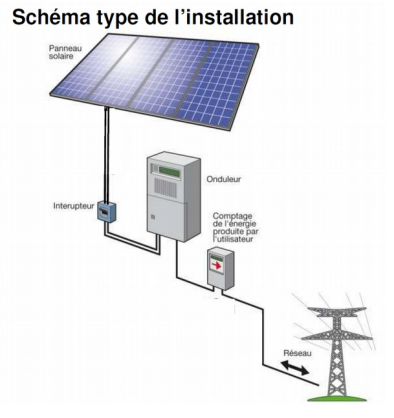 Schéma type de l'installation
Panneau
solaire
Onduleur
Interupteur
Comptage
de l'énergie
produite par
l'utilisateur
Réseau